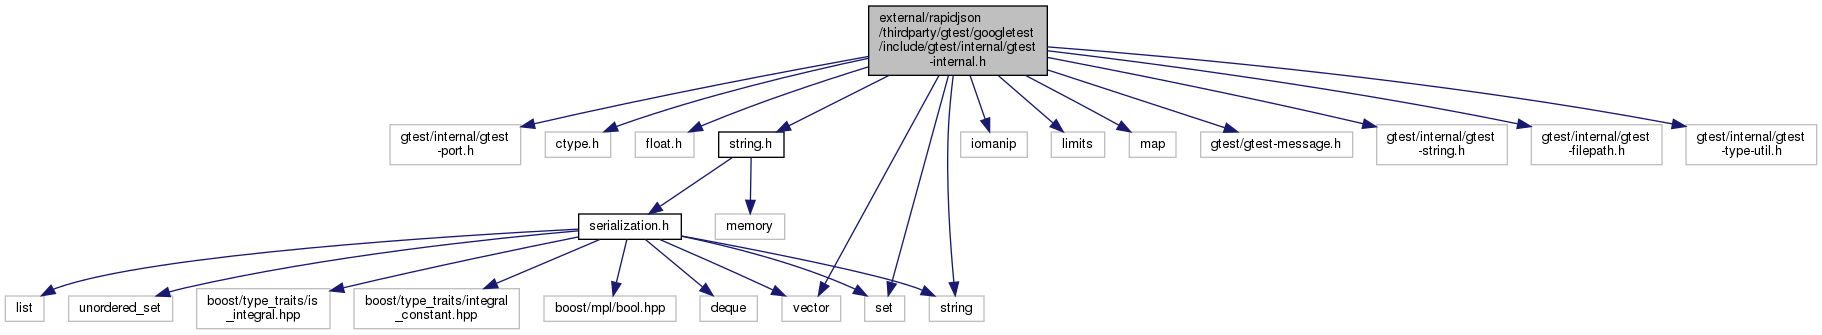 external/rapidjson
/thirdparty/gtest/googletest
/include/gtest/internal/gtest
-internal.h
gtest/internal/gtest
-port.h
ctype.h
float.h
string.h
iomanip
limits
map
gtest/gtest-message.h
gtest/internal/gtest
-string.h
gtest/internal/gtest
-filepath.h
gtest/internal/gtest
-type-util.h
serialization.h
memory
list
unordered_set
boost/type_traits/is
_integral.hpp
boost/type_traits/integral
_constant.hpp
boost/mpl/bool.hpp
deque
vector
set
string